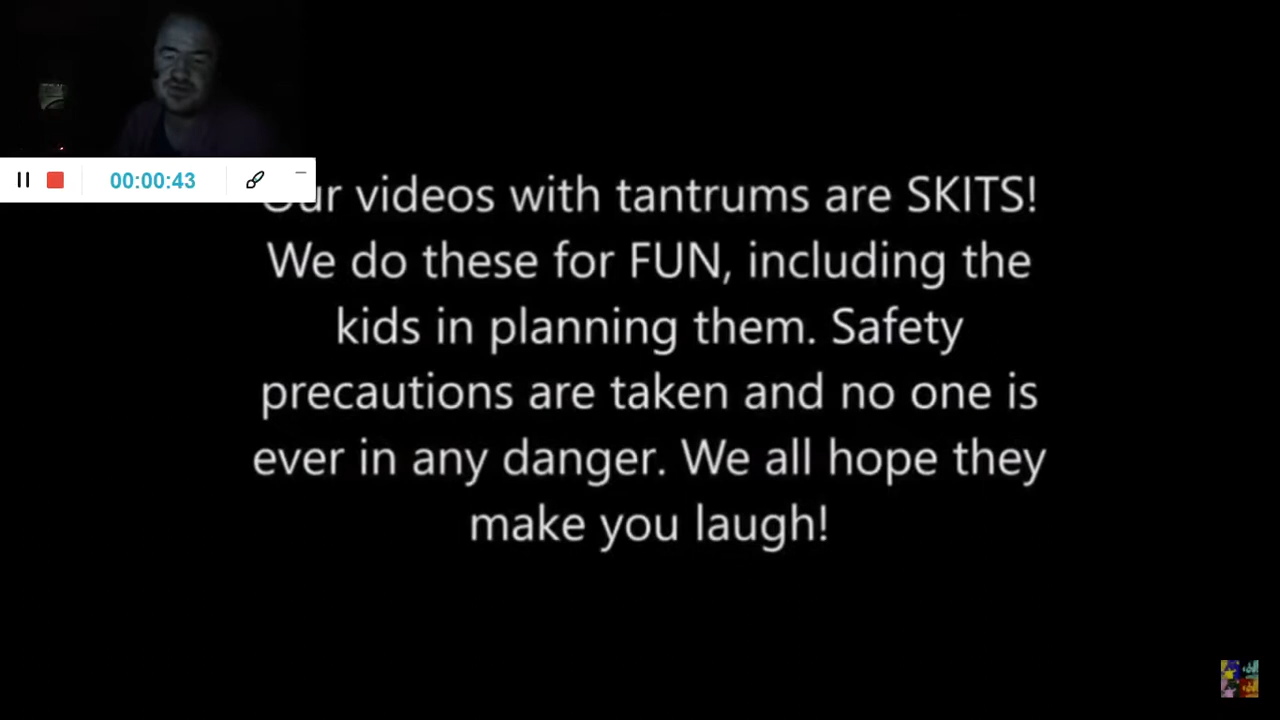 00:00:43
Our videos with tantrums are SKITS!
We do these for FUN, including the
kids in planning them. Safety
precautions are taken and no one is
ever in any danger. We all hope they
make you laugh!